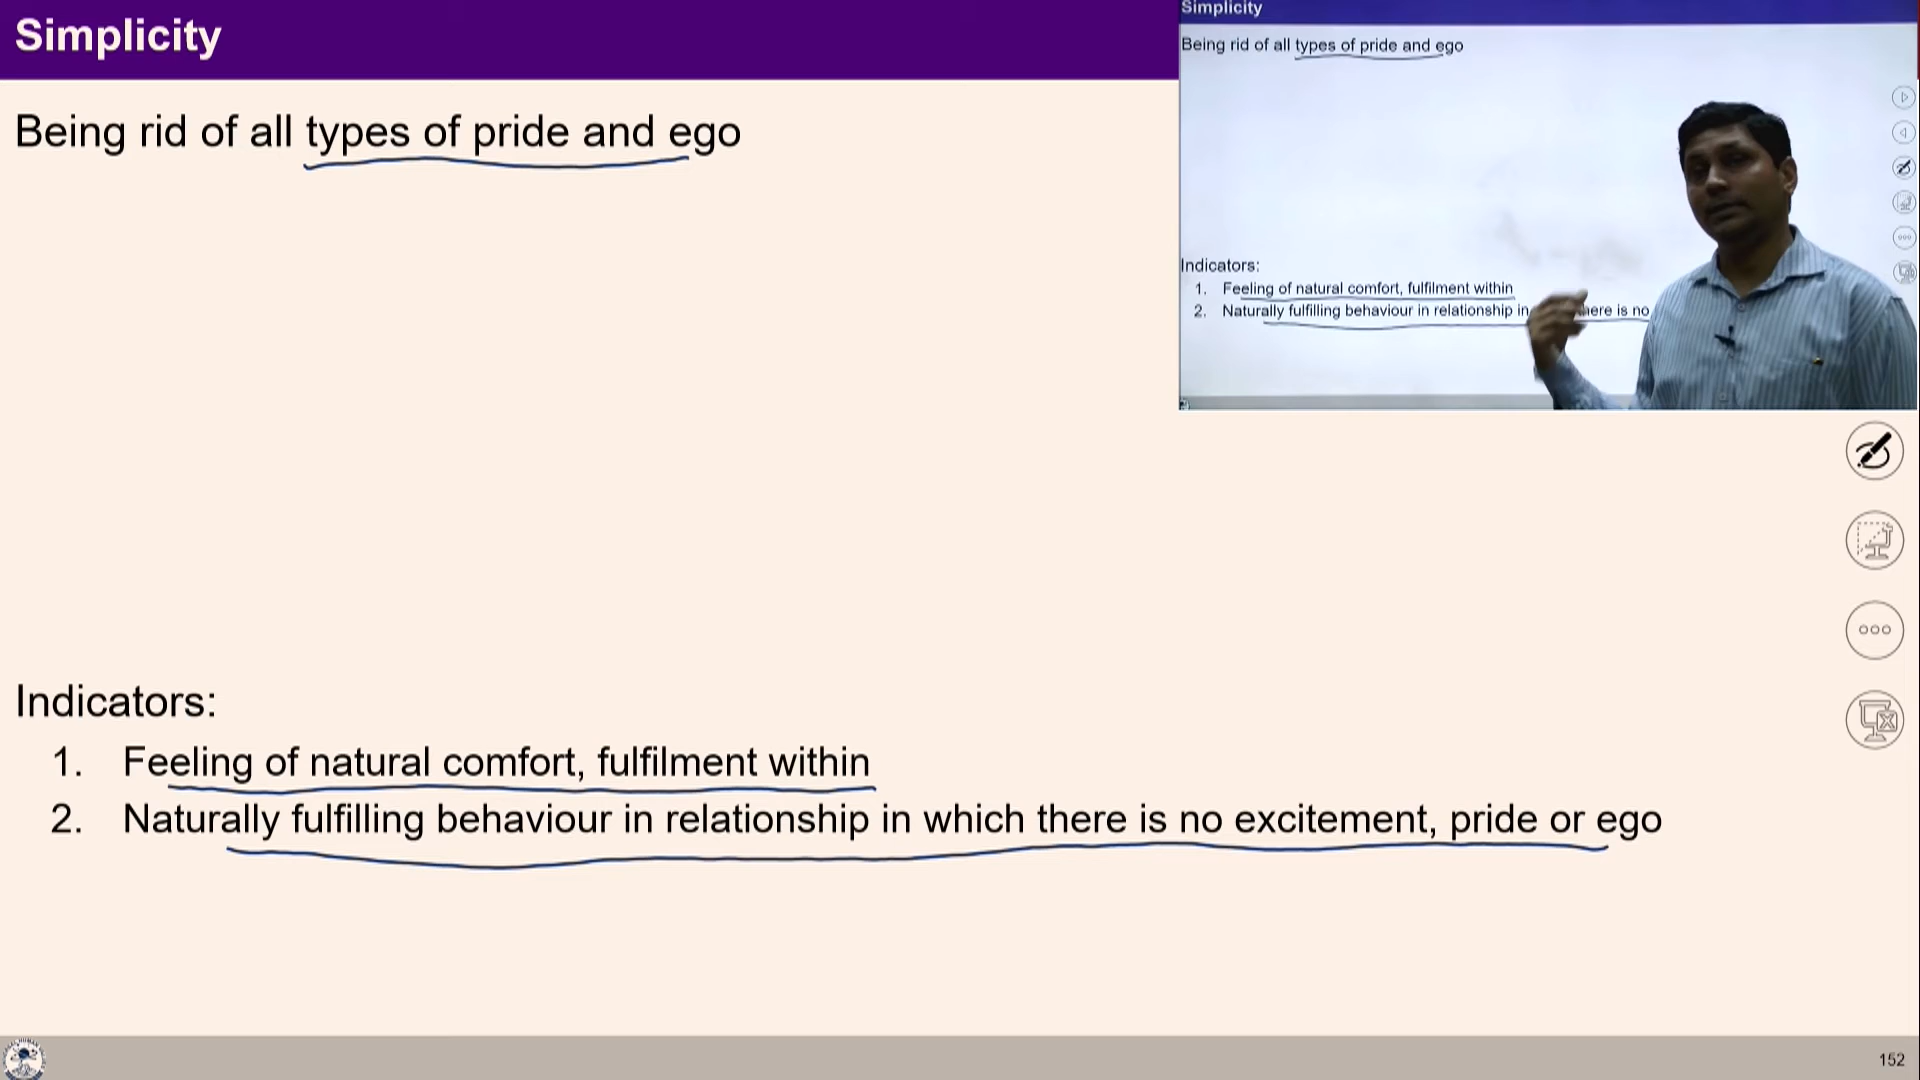 Simplicity
Being rid of all types of pride and ego
Indicators:
1. Feeling of natural comfort, fulfilment within
2. Naturally fulfilling behaviour in relationship in which there is no excitement, pride or ego
152
Simplicity
Being rid of all types of pride and ego
Indicators:
1. Feeling of natural comfort, fulfilment within
2. Naturally fulfilling behaviour in relationship in here is no